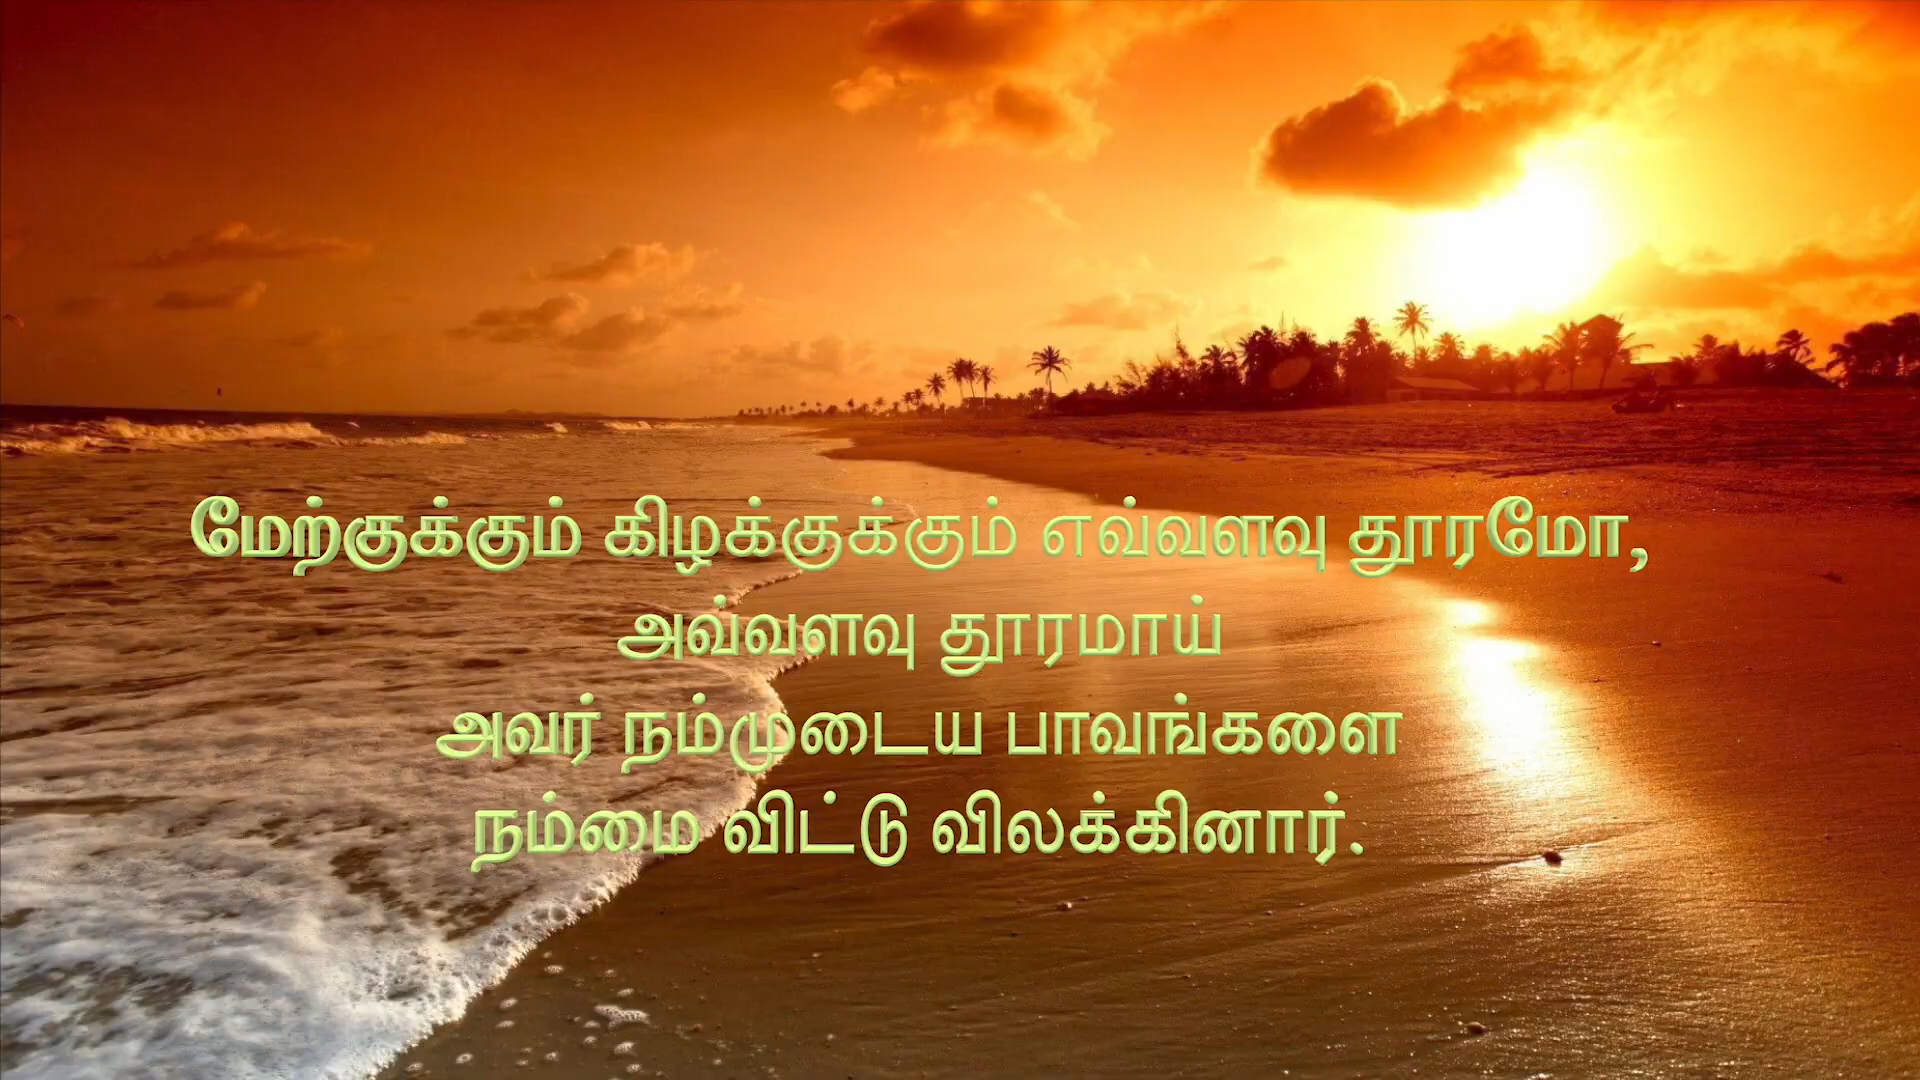 மேற்குக்கும் கிழக்குக்கும் எவ்வளவு தூரமோ,
அவ்வளவு தூரமாய்
அவர் நம்முடைய பாவங்களை
நம்மை விட்டு விலக்கினார்.